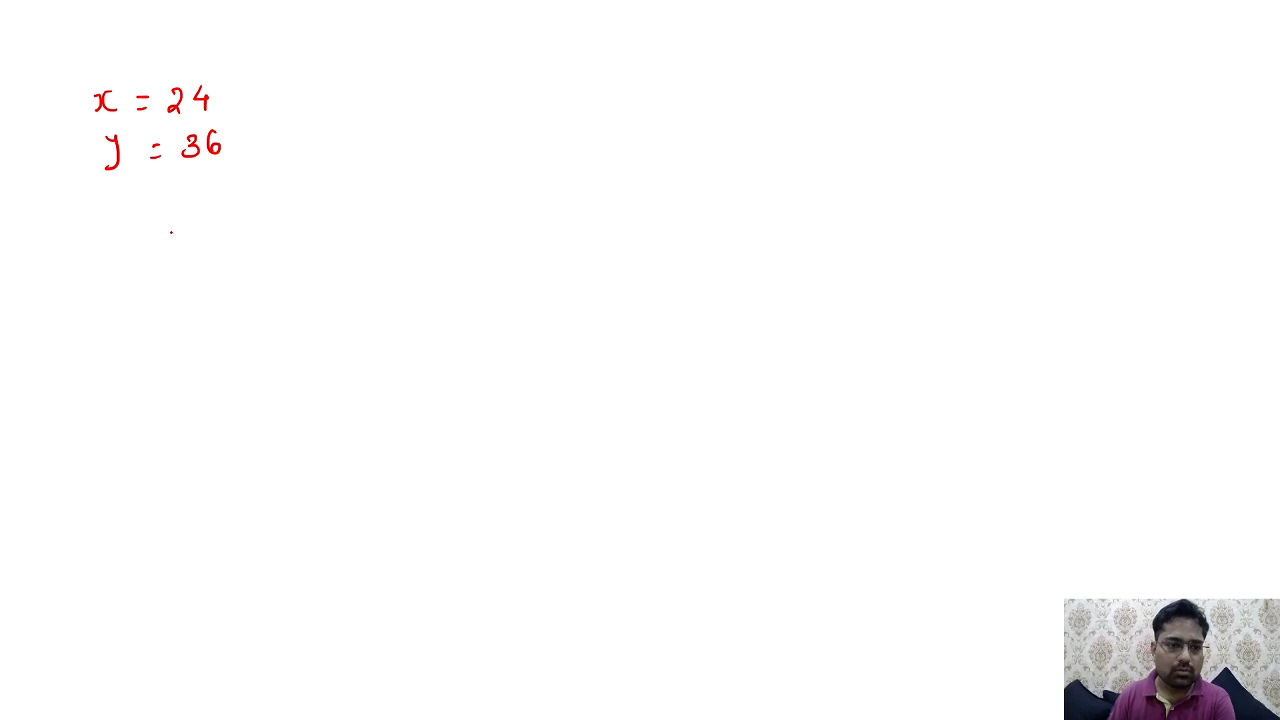 x = 24
y = 36